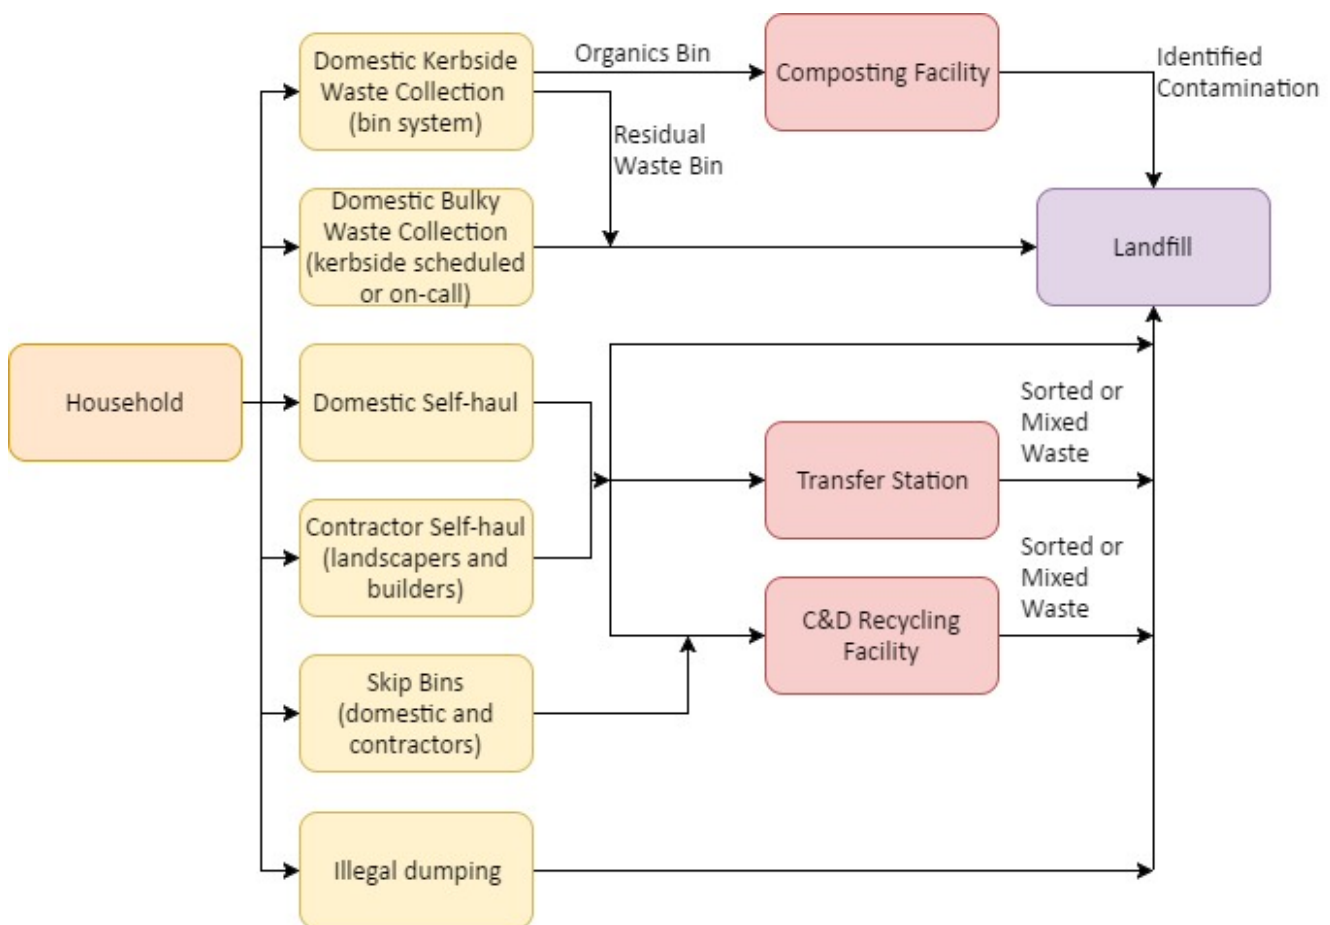 Domestic Kerbside
Waste Collection
(bin system)
Organics Bin
Composting Facility
Identified
Contamination
Residual
Waste Bin
Domestic Bulky
Waste Collection
(kerbside scheduled
or on-call)
Landfill
Household
Domestic Self-haul
Sorted or
Mixed
Waste
Transfer Station
Contractor Self-haul
(landscapers and
builders)
Sorted or
Mixed
Waste
C&D Recycling
Facility
Skip Bins
(domestic and
contractors)
Illegal dumping